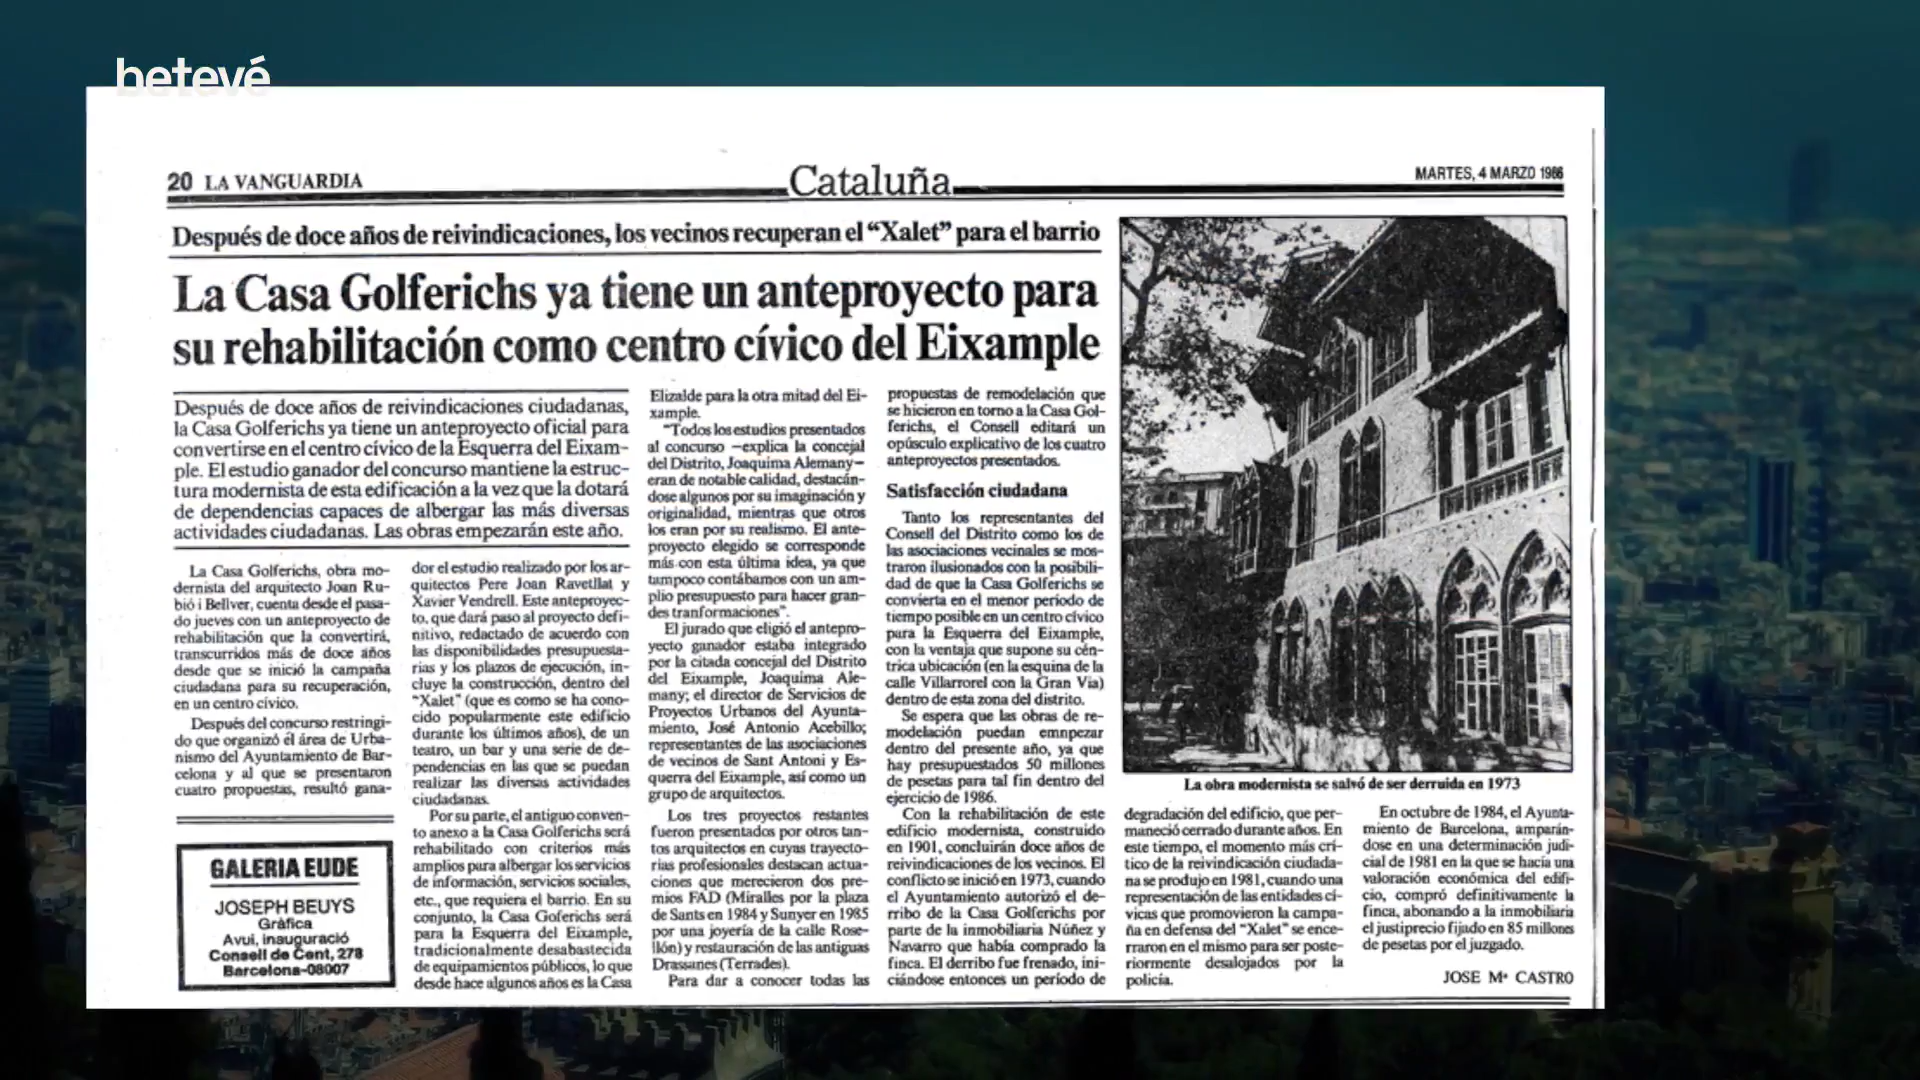 betevé
20 LA VANGUARDIA
Cataluña
MARTES, 4 MARZO 1986
Después de doce años de reivindicaciones, los vecinos recuperan el “Xalet” para el barrio
La Casa Golferichs ya tiene un anteproyecto para
su rehabilitación como centro cívico del Eixample
Después de doce años de reivindicaciones ciudadanas,
la Casa Golferichs ya tiene un anteproyecto oficial para
convertirse en el centro cívico de la Esquerra del Eixam-
ple. El estudio ganador del concurso mantiene la estruc-
tura modernista de esta edificación a la vez que la dotará
de dependencias capaces de albergar las más diversas
actividades ciudadanas. Las obras empezarán este año.
La Casa Golferichs, obra mo-
dernista del arquitecto Joan Ru-
bió i Bellver, cuenta desde el pasa-
do jueves con un anteproyecto de
rehabilitación que la convertirá,
transcurridos más de doce años
desde que se inició la campaña
ciudadana para su recuperación,
en un centro cívico.
Después del concurso restringi-
do que organizó el área de Urba-
nismo del Ayuntamiento de Bar-
celona y al que se presentaron
cuatro propuestas, resultó gana-
GALERIA EUDE
JOSEPH BEUYS
Gràfica
Avui, inauguració
Consell de Cent, 278
Barcelona-08007
dor el estudio realizado por los ar-
quitectos Pere Joan Ravetllat y
Xavier Vendrell. Este anteproyec-
to, que dará paso al proyecto defi-
nitivo, redactado de acuerdo con
las disponibilidades presupuesta-
rias y los plazos de ejecución, in-
cluye la construcción, dentro del
“Xalet” (que es como se ha cono-
cido popularmente este edificio
durante los últimos años), de un
teatro, un bar y una serie de de-
pendencias en las que se puedan
realizar las diversas actividades
ciudadanas.
Por su parte, el antiguo conven-
to anexo a la Casa Golferichs será
rehabilitado con criterios más
amplios para albergar los servicios
de información, servicios sociales,
etc., que requiera el barrio. En su
conjunto, la Casa Goferichs será
para la Esquerra del Eixample,
tradicionalmente desabastecida
de equipamientos públicos, lo que
desde hace algunos años es la Casa
Elizalde para la otra mitad del Ei-
xample.
“Todos los estudios presentados
al concurso —explica la concejal
del Distrito, Joaquima Alemany—
eran de notable calidad, destacán-
dose algunos por su imaginación y
originalidad, mientras que otros
los eran por su realismo. El ante-
proyecto elegido se corresponde
más con esta última idea, ya que
tampoco contábamos con un am-
plio presupuesto para hacer gran-
des tranformaciones”.
El jurado que eligió el antepro-
yecto ganador estaba integrado
por la citada concejal del Distrito
del Eixample, Joaquima Ale-
many; el director de Servicios de
Proyectos Urbanos del Ayunta-
miento, José Antonio Acebillo;
representantes de las asociaciones
de vecinos de Sant Antoni y Es-
querra del Eixample, así como un
grupo de arquitectos.
Los tres proyectos restantes
fueron presentados por otros tan-
tos arquitectos en cuyas trayecto-
rias profesionales destacan actua-
ciones que merecieron dos pre-
mios FAD (Miralles por la plaza
de Sants en 1984 y Sunyer en 1985
por una joyería de la calle Rose-
llón) y restauración de las antiguas
Drassanes (Terrades).
Para dar a conocer todas las
propuestas de remodelación que
se hicieron en torno a la Casa Gol-
ferichs, el Consell editará un
opúsculo explicativo de los cuatro
anteproyectos presentados.
Satisfacción ciudadana
Tanto los representantes del
Consell del Distrito como los de
las asociaciones vecinales se mos-
traron ilusionados con la posibili-
dad de que la Casa Golferichs se
convierta en el menor período de
tiempo posible en un centro cívico
para la Esquerra del Eixample,
con la ventaja que supone su cén-
trica ubicación (en la esquina de la
calle Villarroel con la Gran Via)
dentro de esta zona del distrito.
Se espera que las obras de re-
modelación puedan emnpezar
dentro del presente año, ya que
hay presupuestados 50 millones
de pesetas para tal fin dentro del
ejercicio de 1986.
Con la rehabilitación de este
edificio modernista, construido
en 1901, concluirán doce años de
reivindicaciones de los vecinos. El
conflicto se inició en 1973, cuando
el Ayuntamiento autorizó el de-
rribo de la Casa Golferichs por
parte de la inmobiliaria Núñez y
Navarro que había comprado la
finca. El derribo fue frenado, ini-
ciándose entonces un período de
La obra modernista se salvó de ser derruida en 1973
degradación del edificio, que per-
maneció cerrado durante años. En
este tiempo, el momento más crí-
tico de la reivindicación ciudada-
na se produjo en 1981, cuando una
representación de las entidades cí-
vicas que promovieron la campa-
ña en defensa del “Xalet” se ence-
rraron en el mismo para ser poste-
riormente desalojados por la
policía.
En octubre de 1984, el Ayunta-
miento de Barcelona, amparán-
dose en una determinación judi-
cial de 1981 en la que se hacía una
valoración económica del edifi-
cio, compró definitivamente la
finca, abonando a la inmobiliaria
el justiprecio fijado en 85 millones
de pesetas por el juzgado.
JOSE Mª CASTRO